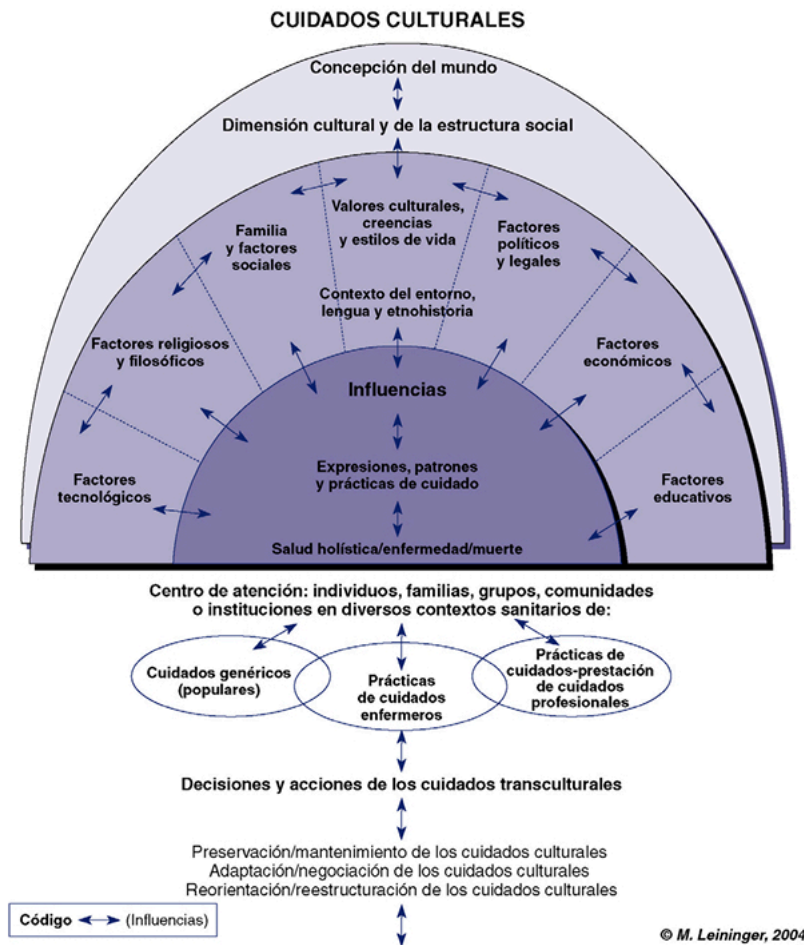 CUIDADOS CULTURALES
Concepción del mundo
Dimensión cultural y de la estructura social
Valores culturales,
creencias
y estilos de vida
Familia
y factores
sociales
Factores
políticos
y legales
Contexto del entorno,
lengua y etnohistoria
Factores religiosos
y filosóficos
Factores
económicos
Influencias
Expresiones, patrones
y prácticas de cuidado
Factores
tecnológicos
Factores
educativos
Salud holística/enfermedad/muerte
Centro de atención: individuos, familias, grupos, comunidades
o instituciones en diversos contextos sanitarios de:
Cuidados genéricos
(populares)
Prácticas
de cuidados
enfermeros
Prácticas de
cuidados-prestación
de cuidados
profesionales
Decisiones y acciones de los cuidados transculturales
Preservación/mantenimiento de los cuidados culturales
Adaptación/negociación de los cuidados culturales
Reorientación/reestructuración de los cuidados culturales
Código (Influencias)
© M. Leininger, 2004